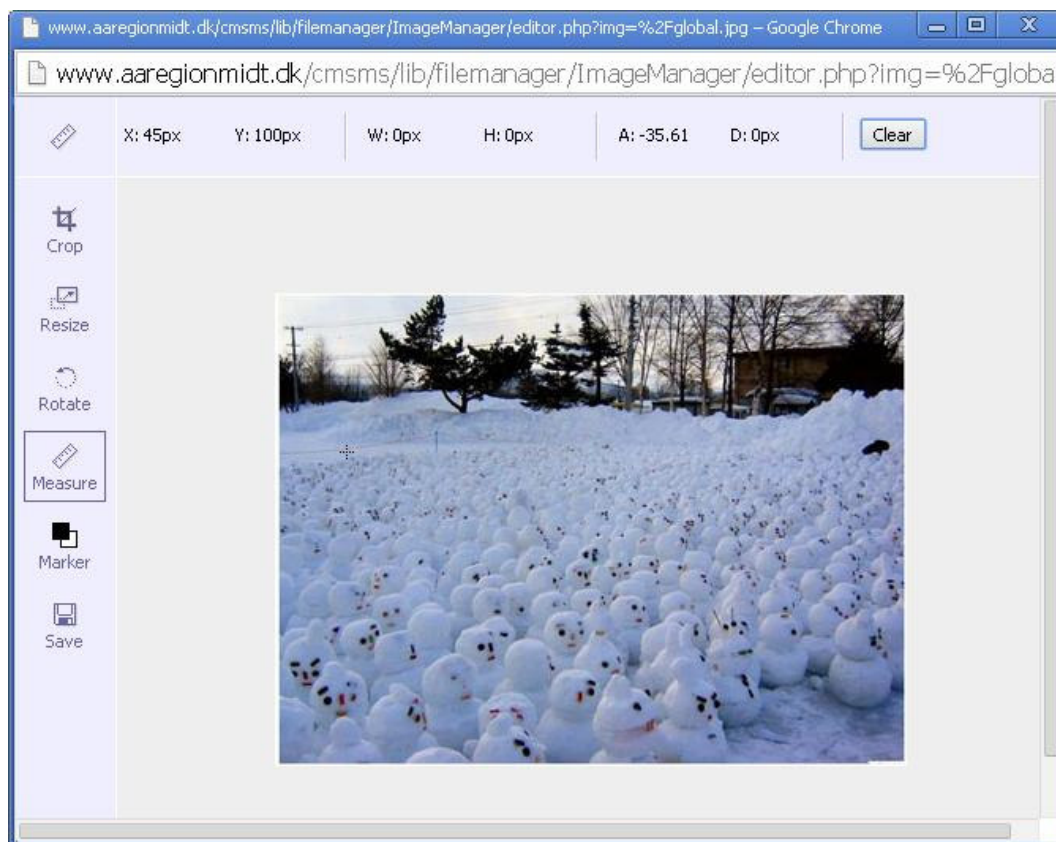 www.aaregionmidt.dk/cmsms/lib/filemanager/ImageManager/editor.php?img=%2Fglobal.jpg – Google Chrome
www.aaregionmidt.dk/cmsms/lib/filemanager/ImageManager/editor.php?img=%2Fgloba
X: 45px Y: 100px W: 0px H: 0px A: -35.61 D: 0px Clear
Crop
Resize
Rotate
Measure
Marker
Save